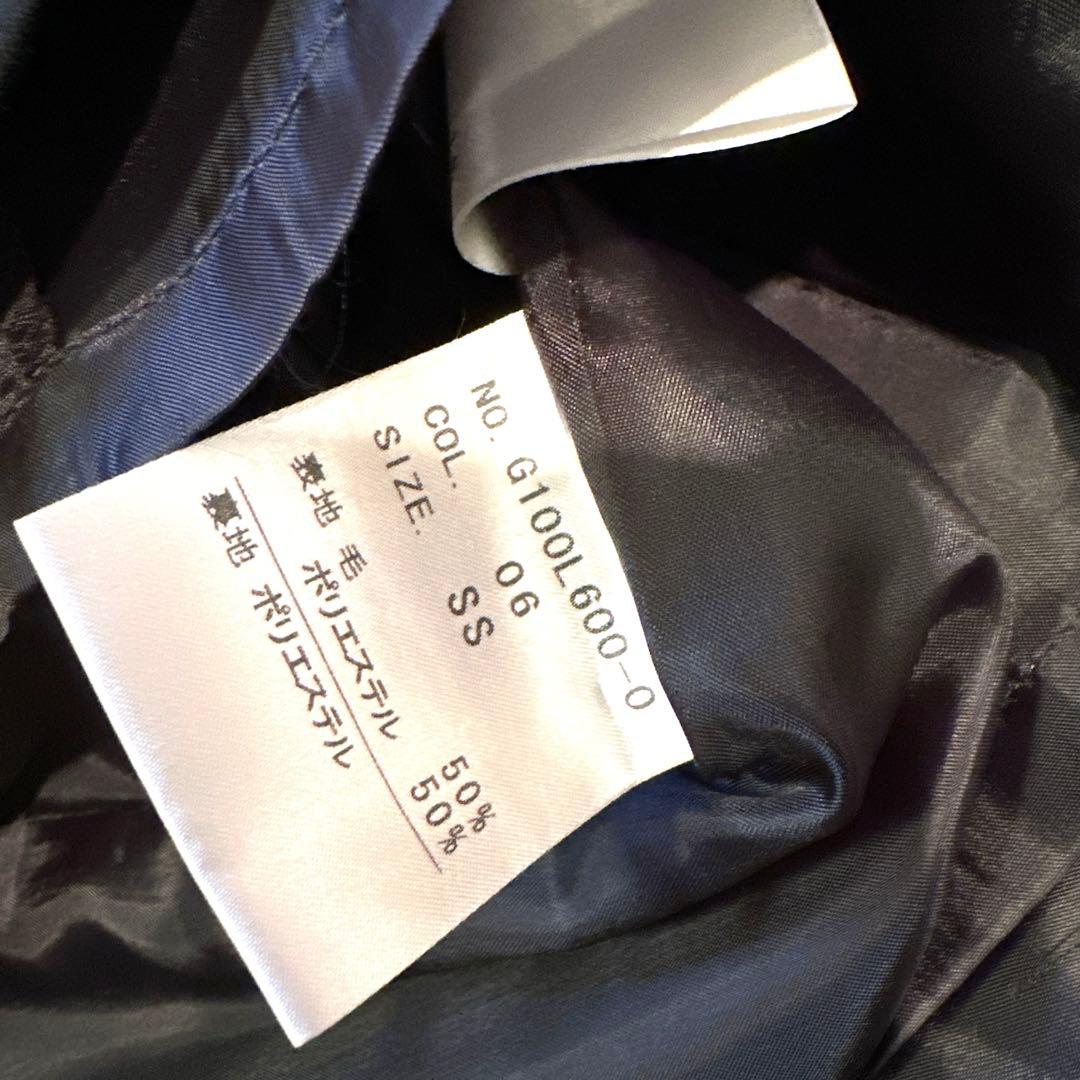 NO. G100L600-0
COL. 06
SIZE. SS
表地 毛 50%
ポリエステル 50%
裏地 ポリエステル